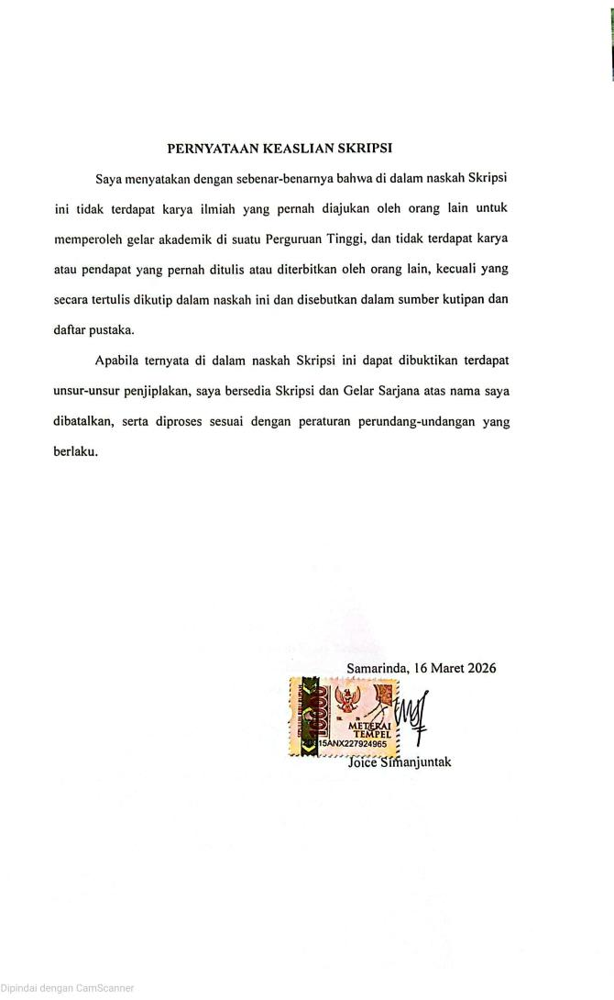 PERNYATAAN KEASLIAN SKRIPSI
Saya menyatakan dengan sebenar-benarnya bahwa di dalam naskah Skripsi
ini tidak terdapat karya ilmiah yang pernah diajukan oleh orang lain untuk
memperoleh gelar akademik di suatu Perguruan Tinggi, dan tidak terdapat karya
atau pendapat yang pernah ditulis atau diterbitkan oleh orang lain, kecuali yang
secara tertulis dikutip dalam naskah ini dan disebutkan dalam sumber kutipan dan
daftar pustaka.
Apabila ternyata di dalam naskah Skripsi ini dapat dibuktikan terdapat
unsur-unsur penjiplakan, saya bersedia Skripsi dan Gelar Sarjana atas nama saya
dibatalkan, serta diproses sesuai dengan peraturan perundang-undangan yang
berlaku.
Samarinda, 16 Maret 2026
10000
METERAI
TEMPEL
15ANX227924965
Joice Simanjuntak
Dipindai dengan CamScanner